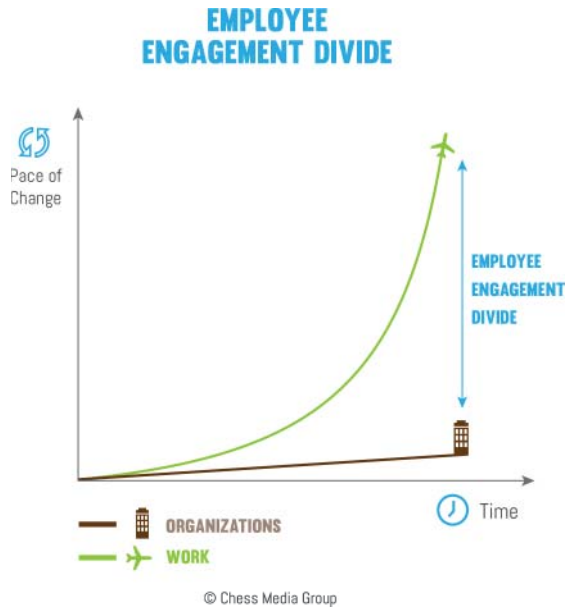 EMPLOYEE
ENGAGEMENT DIVIDE
Pace of
Change
EMPLOYEE
ENGAGEMENT
DIVIDE
Time
ORGANIZATIONS
WORK
© Chess Media Group